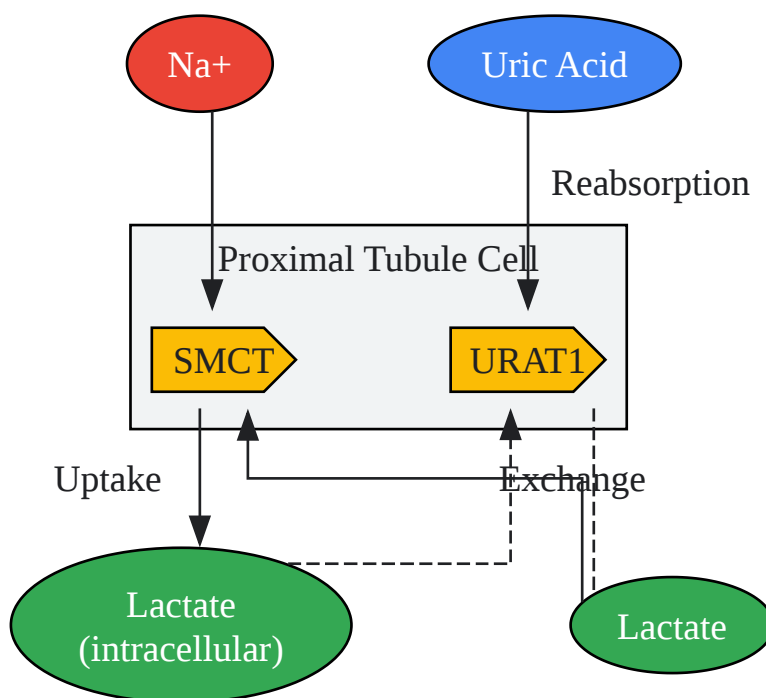 Na+
Uric Acid
Reabsorption
Proximal Tubule Cell
SMCT
URAT1
Uptake
Exchange
Lactate
(intracellular)
Lactate